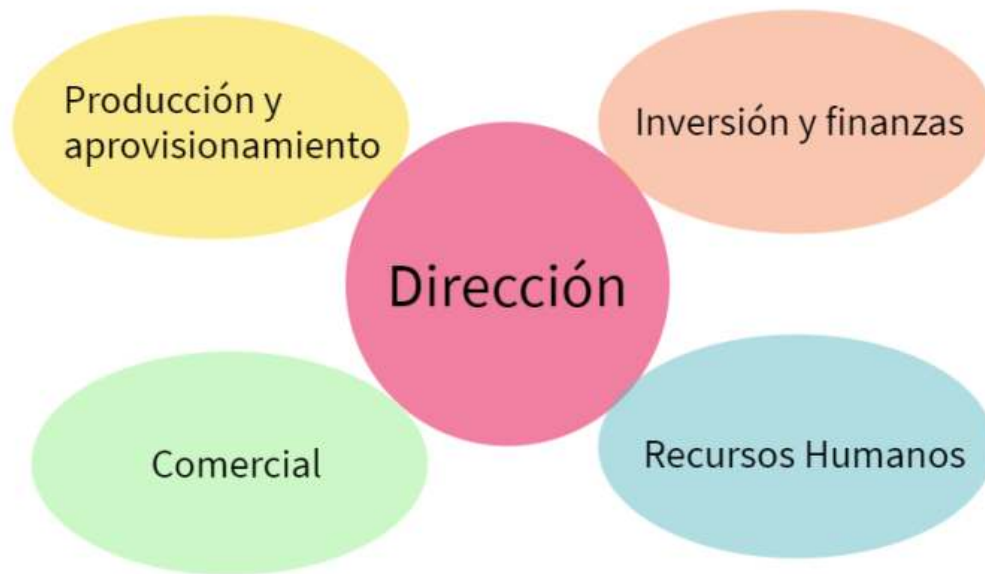 Producción y
aprovisionamiento
Inversión y finanzas
Dirección
Comercial
Recursos Humanos